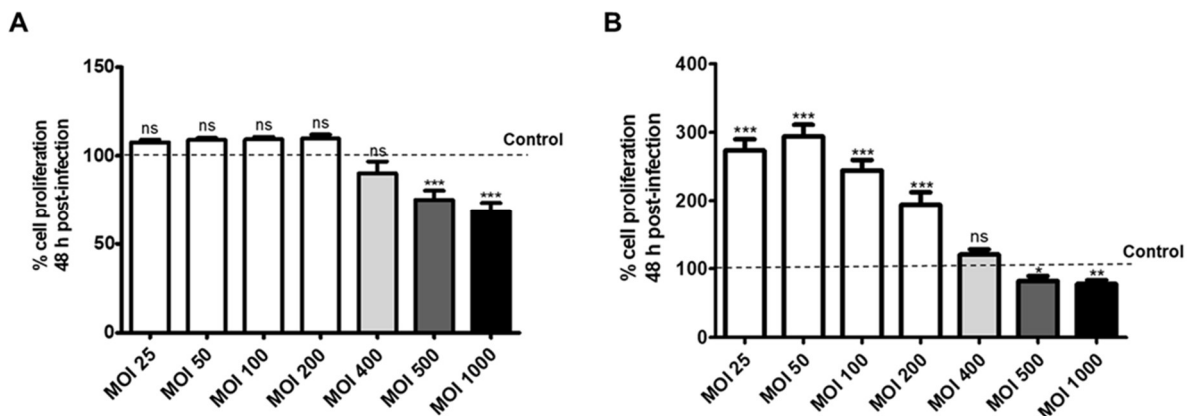 A
% cell proliferation
48 h post-infection
150
100
50
0
ns
ns
ns
ns
ns
***
***
Control
MOI 25
MOI 50
MOI 100
MOI 200
MOI 400
MOI 500
MOI 1000
B
% cell proliferation
48 h post-infection
400
300
200
100
0
***
***
***
***
ns
*
**
Control
MOI 25
MOI 50
MOI 100
MOI 200
MOI 400
MOI 500
MOI 1000